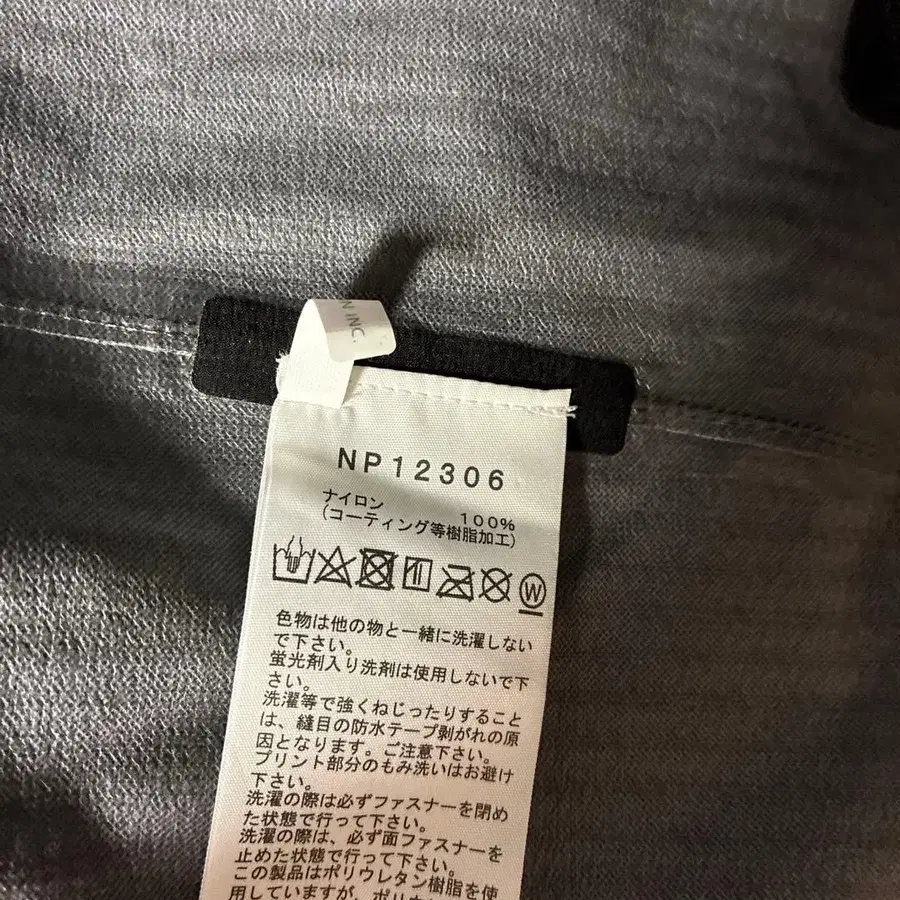 N INC.
NP12306
ナイロン 100%
(コーティング等樹脂加工)
W
色物は他の物と一緒に洗濯しない
で下さい。
蛍光剤入り洗剤は使用しないで下
さい。
洗濯等で強くねじったりすること
は、縫目の防水テープ剥がれの原
因となります。ご注意下さい。
プリント部分のもみ洗いはお避け
下さい。
洗濯の際は必ずファスナーを閉め
た状態で行って下さい。
洗濯の際は、必ず面ファスナーを
止めた状態で行って下さい。
この製品はポリウレタン樹脂を使
用していますが、ポリウ